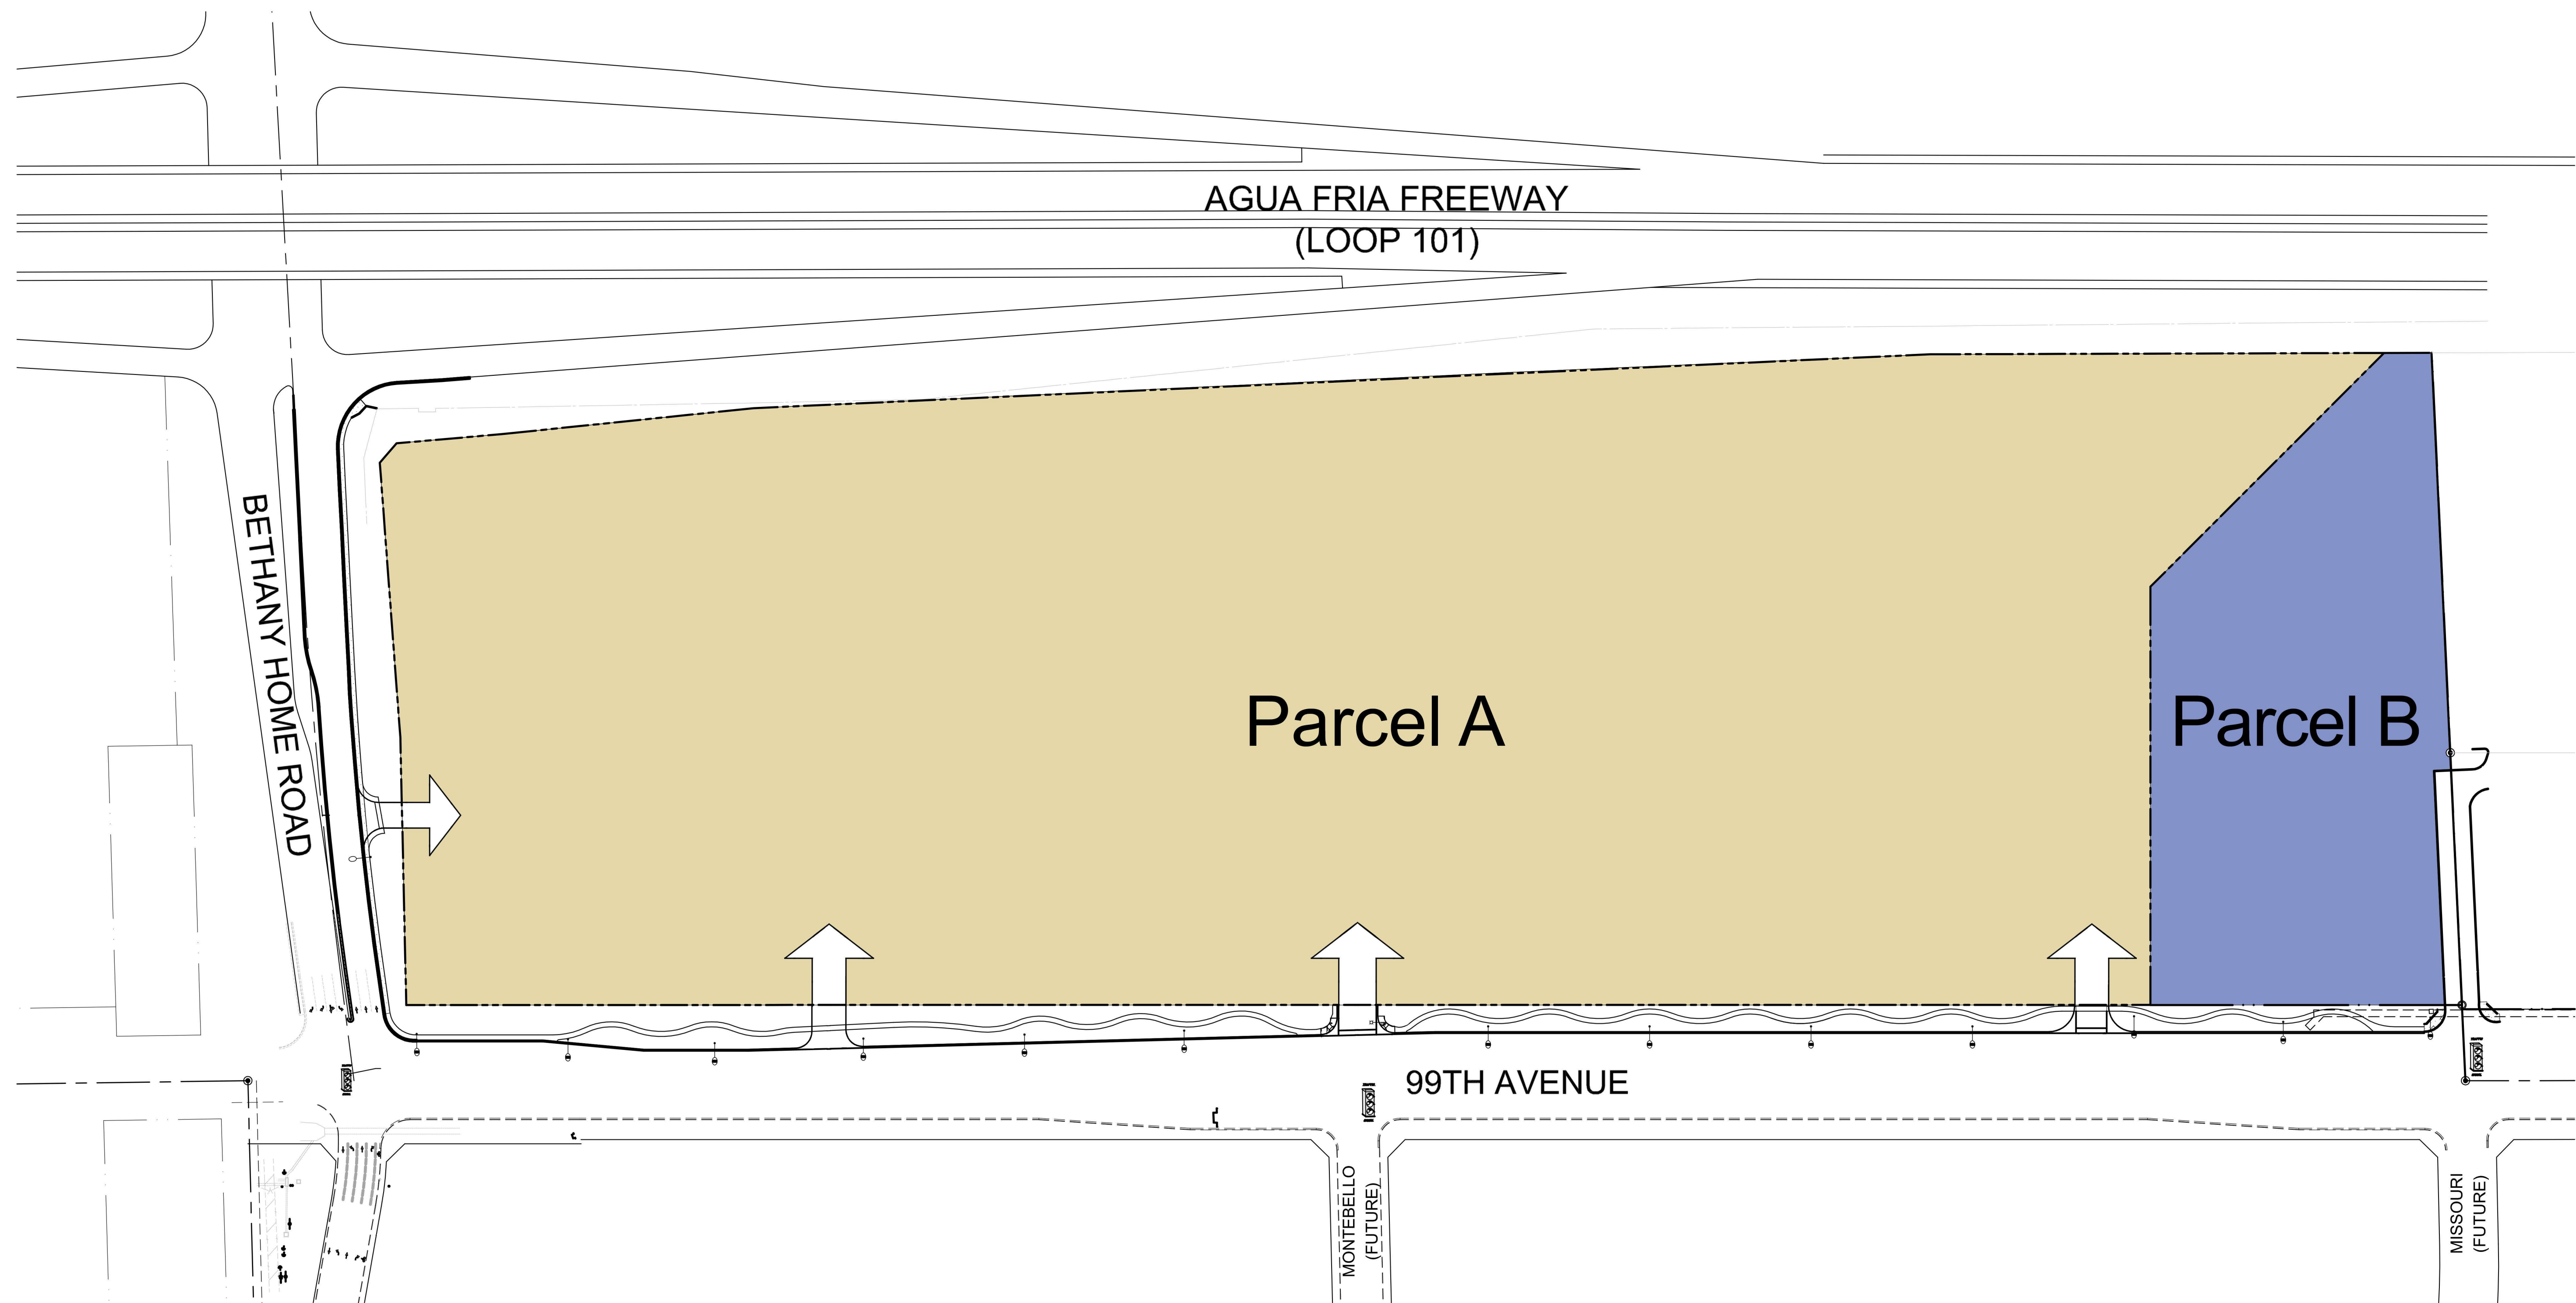 AGUA FRIA FREEWAY
(LOOP 101)
BETHANY HOME ROAD
Parcel A
Parcel B
99TH AVENUE
MONTEBELLO
(FUTURE)
MISSOURI
(FUTURE)